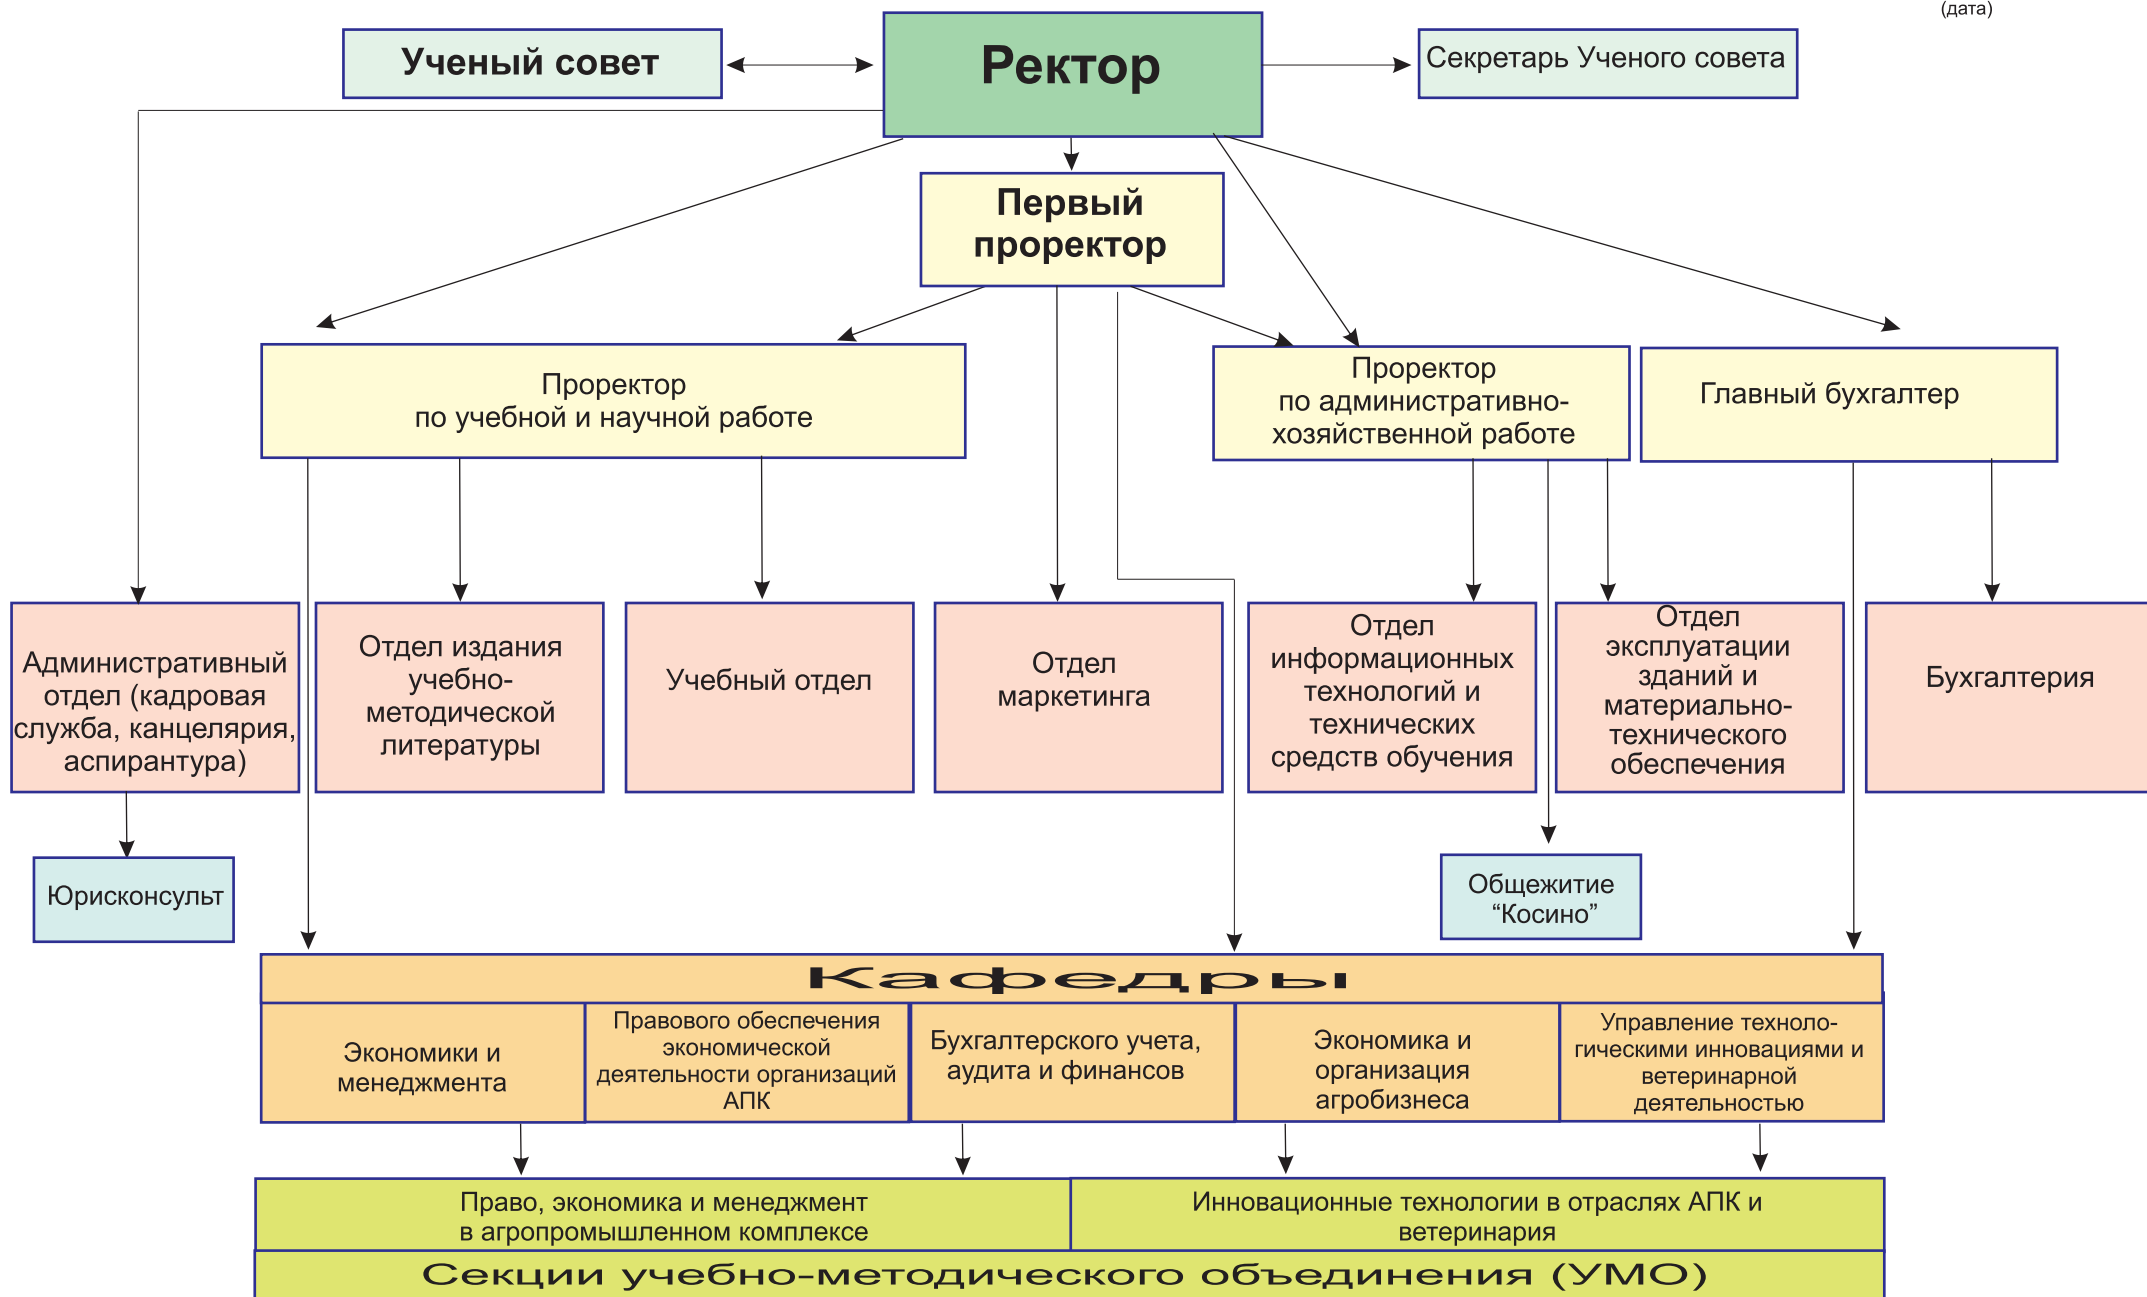 (дата)
Ученый совет
Ректор
Секретарь Ученого совета
Первый
проректор
Проректор
по учебной и научной работе
Проректор
по административно-
хозяйственной работе
Главный бухгалтер
Административный
отдел (кадровая
служба, канцелярия,
аспирантура)
Отдел издания
учебно-
методической
литературы
Учебный отдел
Отдел
маркетинга
Отдел
информационных
технологий и
технических
средств обучения
Отдел
эксплуатации
зданий и
материально-
технического
обеспечения
Бухгалтерия
Юрисконсульт
Общежитие
“Косино”
Кафедры
Экономики и
менеджмента
Правового обеспечения
экономической
деятельности организаций
АПК
Бухгалтерского учета,
аудита и финансов
Экономика и
организация
агробизнеса
Управление техноло-
гическими инновациями и
ветеринарной
деятельностью
Право, экономика и менеджмент
в агропромышленном комплексе
Инновационные технологии в отраслях АПК и
ветеринария
Секции учебно-методического объединения (УМО)